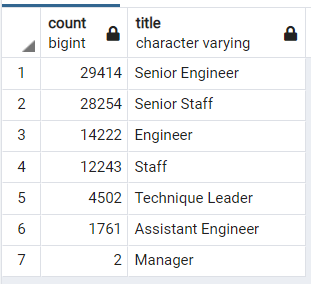 count title
bigint character varying
1 29414 Senior Engineer
2 28254 Senior Staff
3 14222 Engineer
4 12243 Staff
5 4502 Technique Leader
6 1761 Assistant Engineer
7 2 Manager